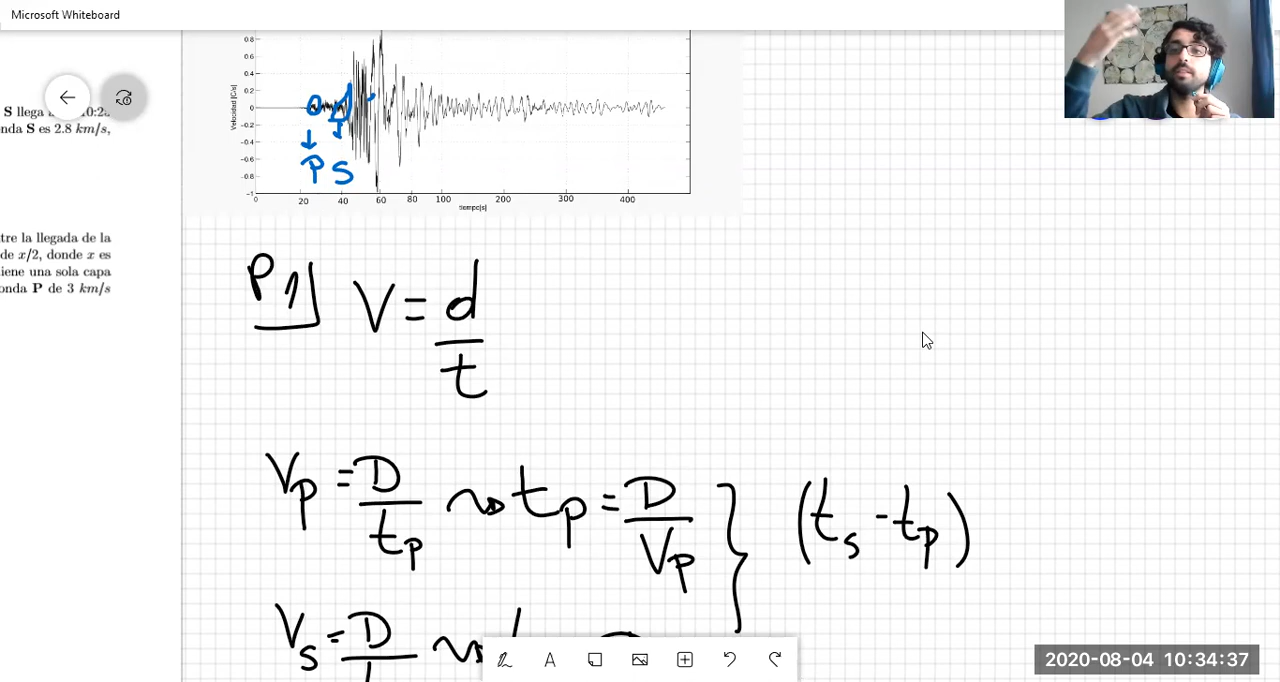 Microsoft Whiteboard
S llega
nda S es 2.8 km/s,
tre la llegada de la
de x/2, donde x es
iene una sola capa
onda P de 3 km/s
0.8
0.6
0.4
0.2
0
-0.2
-0.4
-0.6
-0.8
-1
Velocidad [C/s]
0 20 40 60 80 100 200 300 400
tiempo[s]
P S
P1 V = d/t
Vp = D/tp ⇝ tp = D/Vp } (ts - tp)
Vs = D
A
2020-08-04 10:34:37